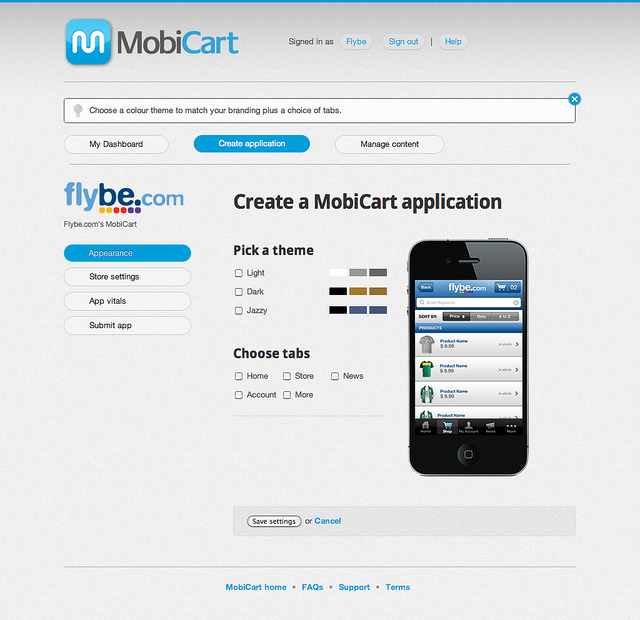 MobiCart
Signed in as Flybe Sign out | Help
Choose a colour theme to match your branding plus a choice of tabs.
My Dashboard Create application Manage content
flybe.com
Flybe.com's MobiCart
Appearance
Store settings
App vitals
Submit app
Create a MobiCart application
Pick a theme
Light
Dark
Jazzy
Choose tabs
Home Store News
Account More
Back flybe.com 02
Enter Keywords
SORT BY: Price Date A to Z
PRODUCTS
Product Name
$ 9.99
in stock
Product Name
$ 9.99
in stock
Product Name
$ 9.99
in stock
Product Name
Home Shop My Account News More
Save settings or Cancel
MobiCart home • FAQs • Support • Terms